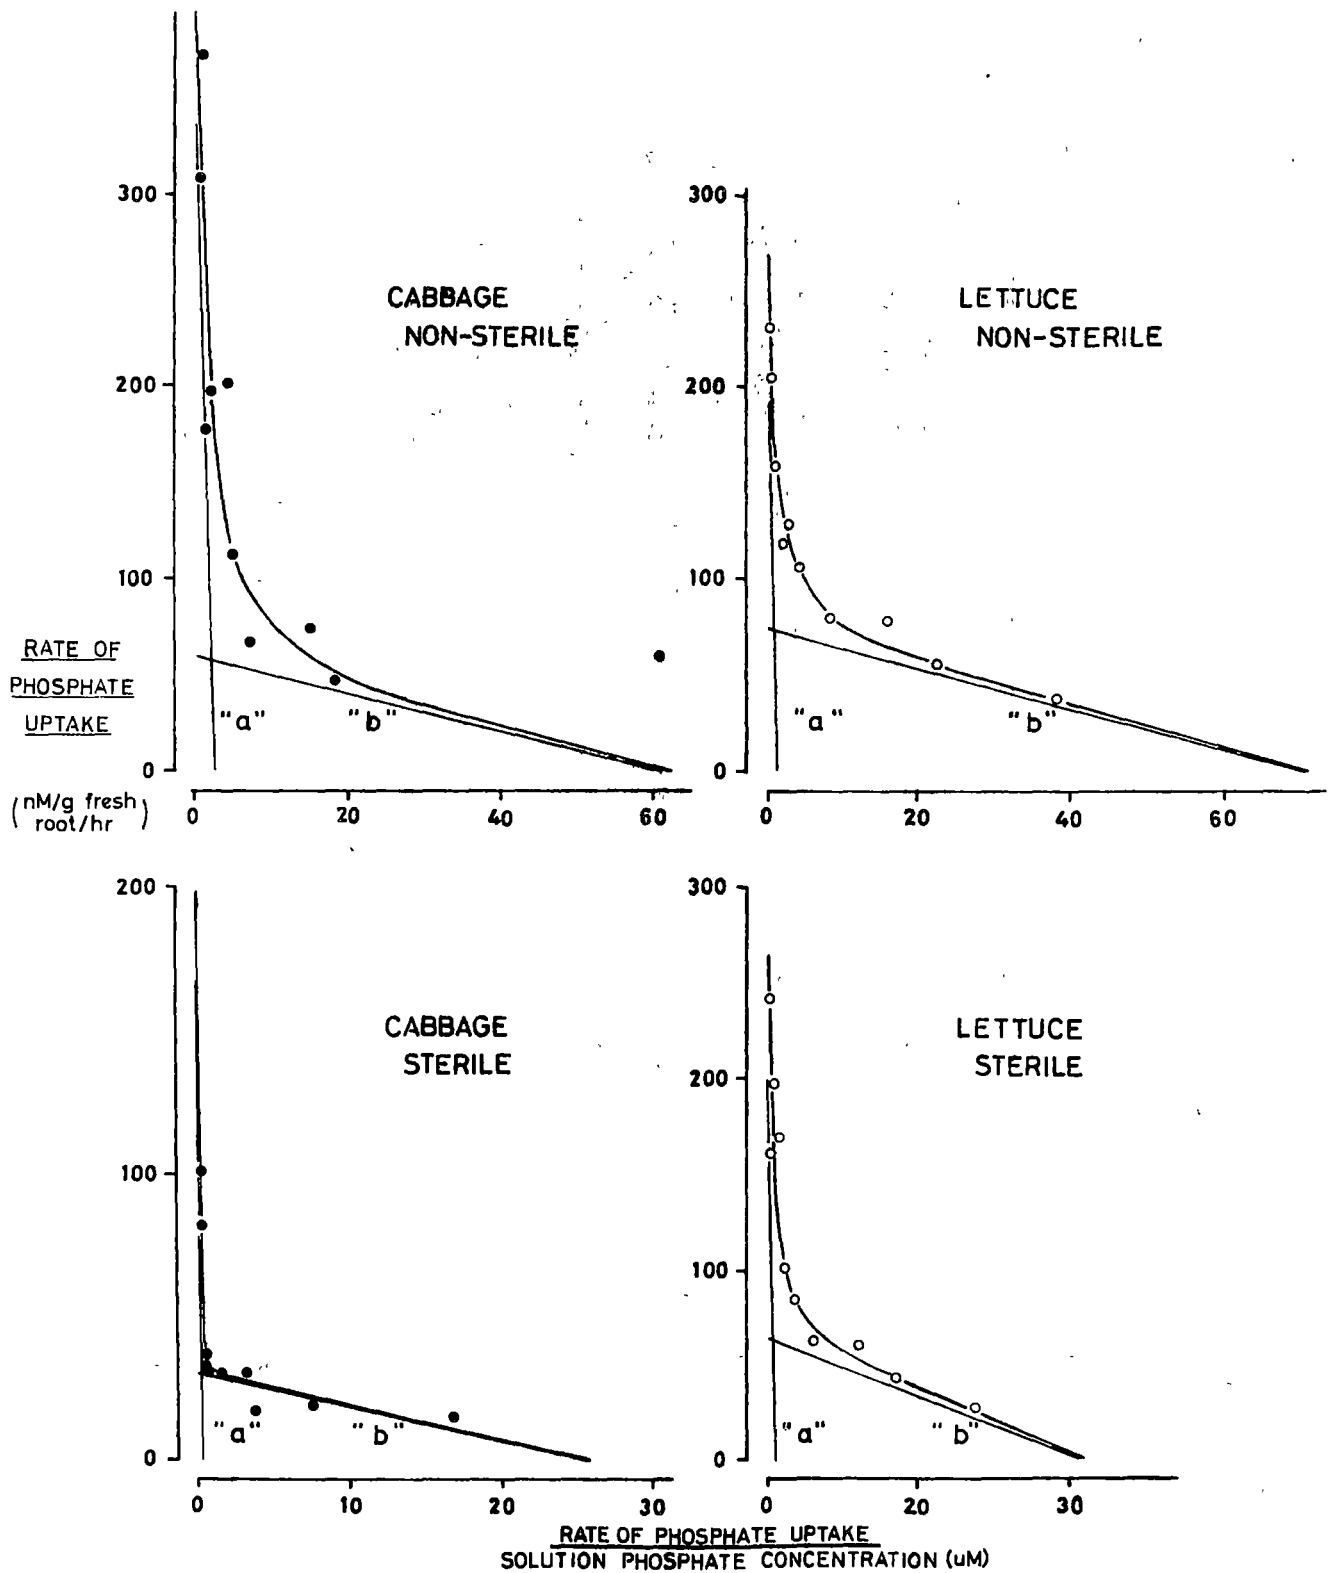 300
200
100
0
CABBAGE
NON-STERILE
"a"
"b"
RATE OF
PHOSPHATE
UPTAKE
(nM/g fresh
root/hr)
0
20
40
60
300
200
100
0
LETTUCE
NON-STERILE
"a"
"b"
0
20
40
60
200
100
0
CABBAGE
STERILE
"a"
"b"
0
10
20
30
300
200
100
0
LETTUCE
STERILE
"a"
"b"
0
20
30
RATE OF PHOSPHATE UPTAKE
SOLUTION PHOSPHATE CONCENTRATION (uM)